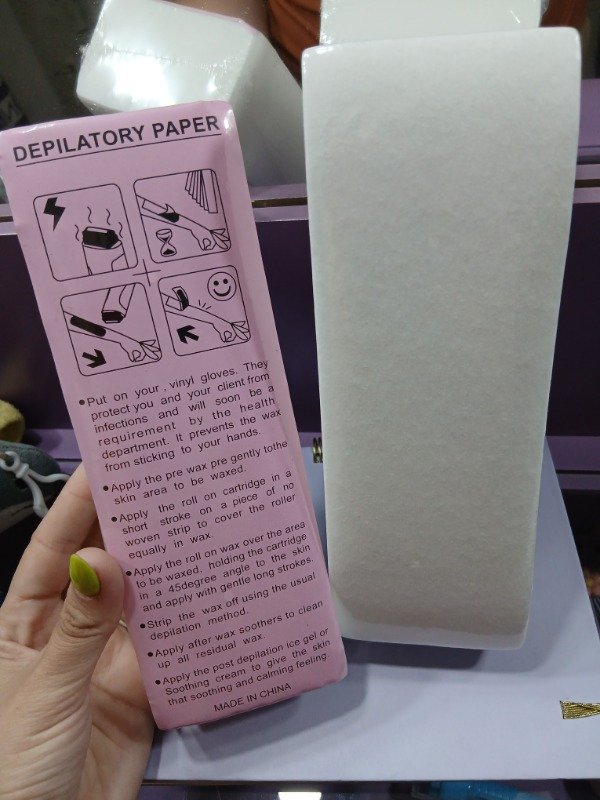 DEPILATORY PAPER
•Put on your . vinyl gloves. They
protect you and your client from
infections and will soon be a
requirement by the health
department. It prevents the wax
from sticking to your hands.
•Apply the pre wax pre gently tothe
skin area to be waxed.
•Apply the roll on cartridge in a
short stroke on a piece of no
woven strip to cover the roller
equally in wax.
•Apply the roll on wax over the area
to be waxed, holding the cartridge
in a 45degree angle to the skin
and apply with gentle long strokes.
•Strip the wax off using the usual
depilation method.
•Apply after wax soothers to clean
up all residual wax.
•Apply the post depilation ice gel or
Soothing cream to give the skin
that soothing and calming feeling.
MADE IN CHINA